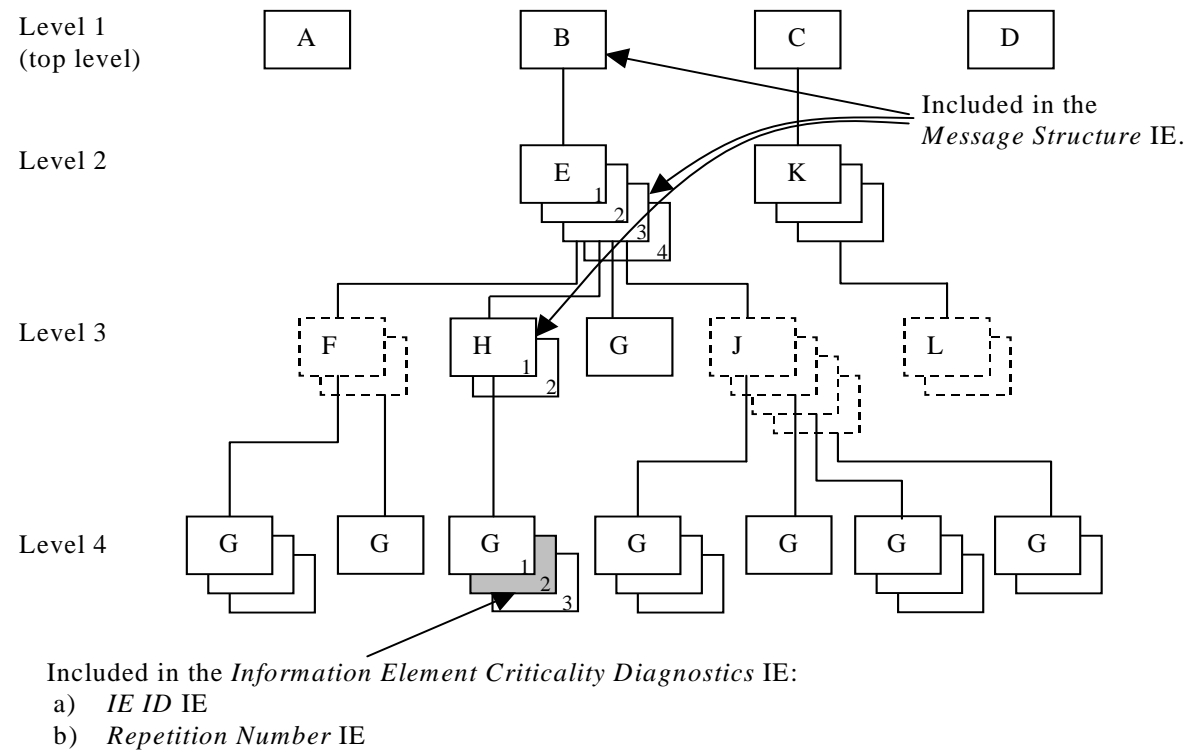 Level 1
(top level)
A
B
C
D
Included in the
Message Structure IE.
Level 2
E
1
2
3
4
K
Level 3
F
H
1
2
G
J
L
Level 4
G
G
G
1
2
3
G
G
G
G
Included in the Information Element Criticality Diagnostics IE:
a) IE ID IE
b) Repetition Number IE